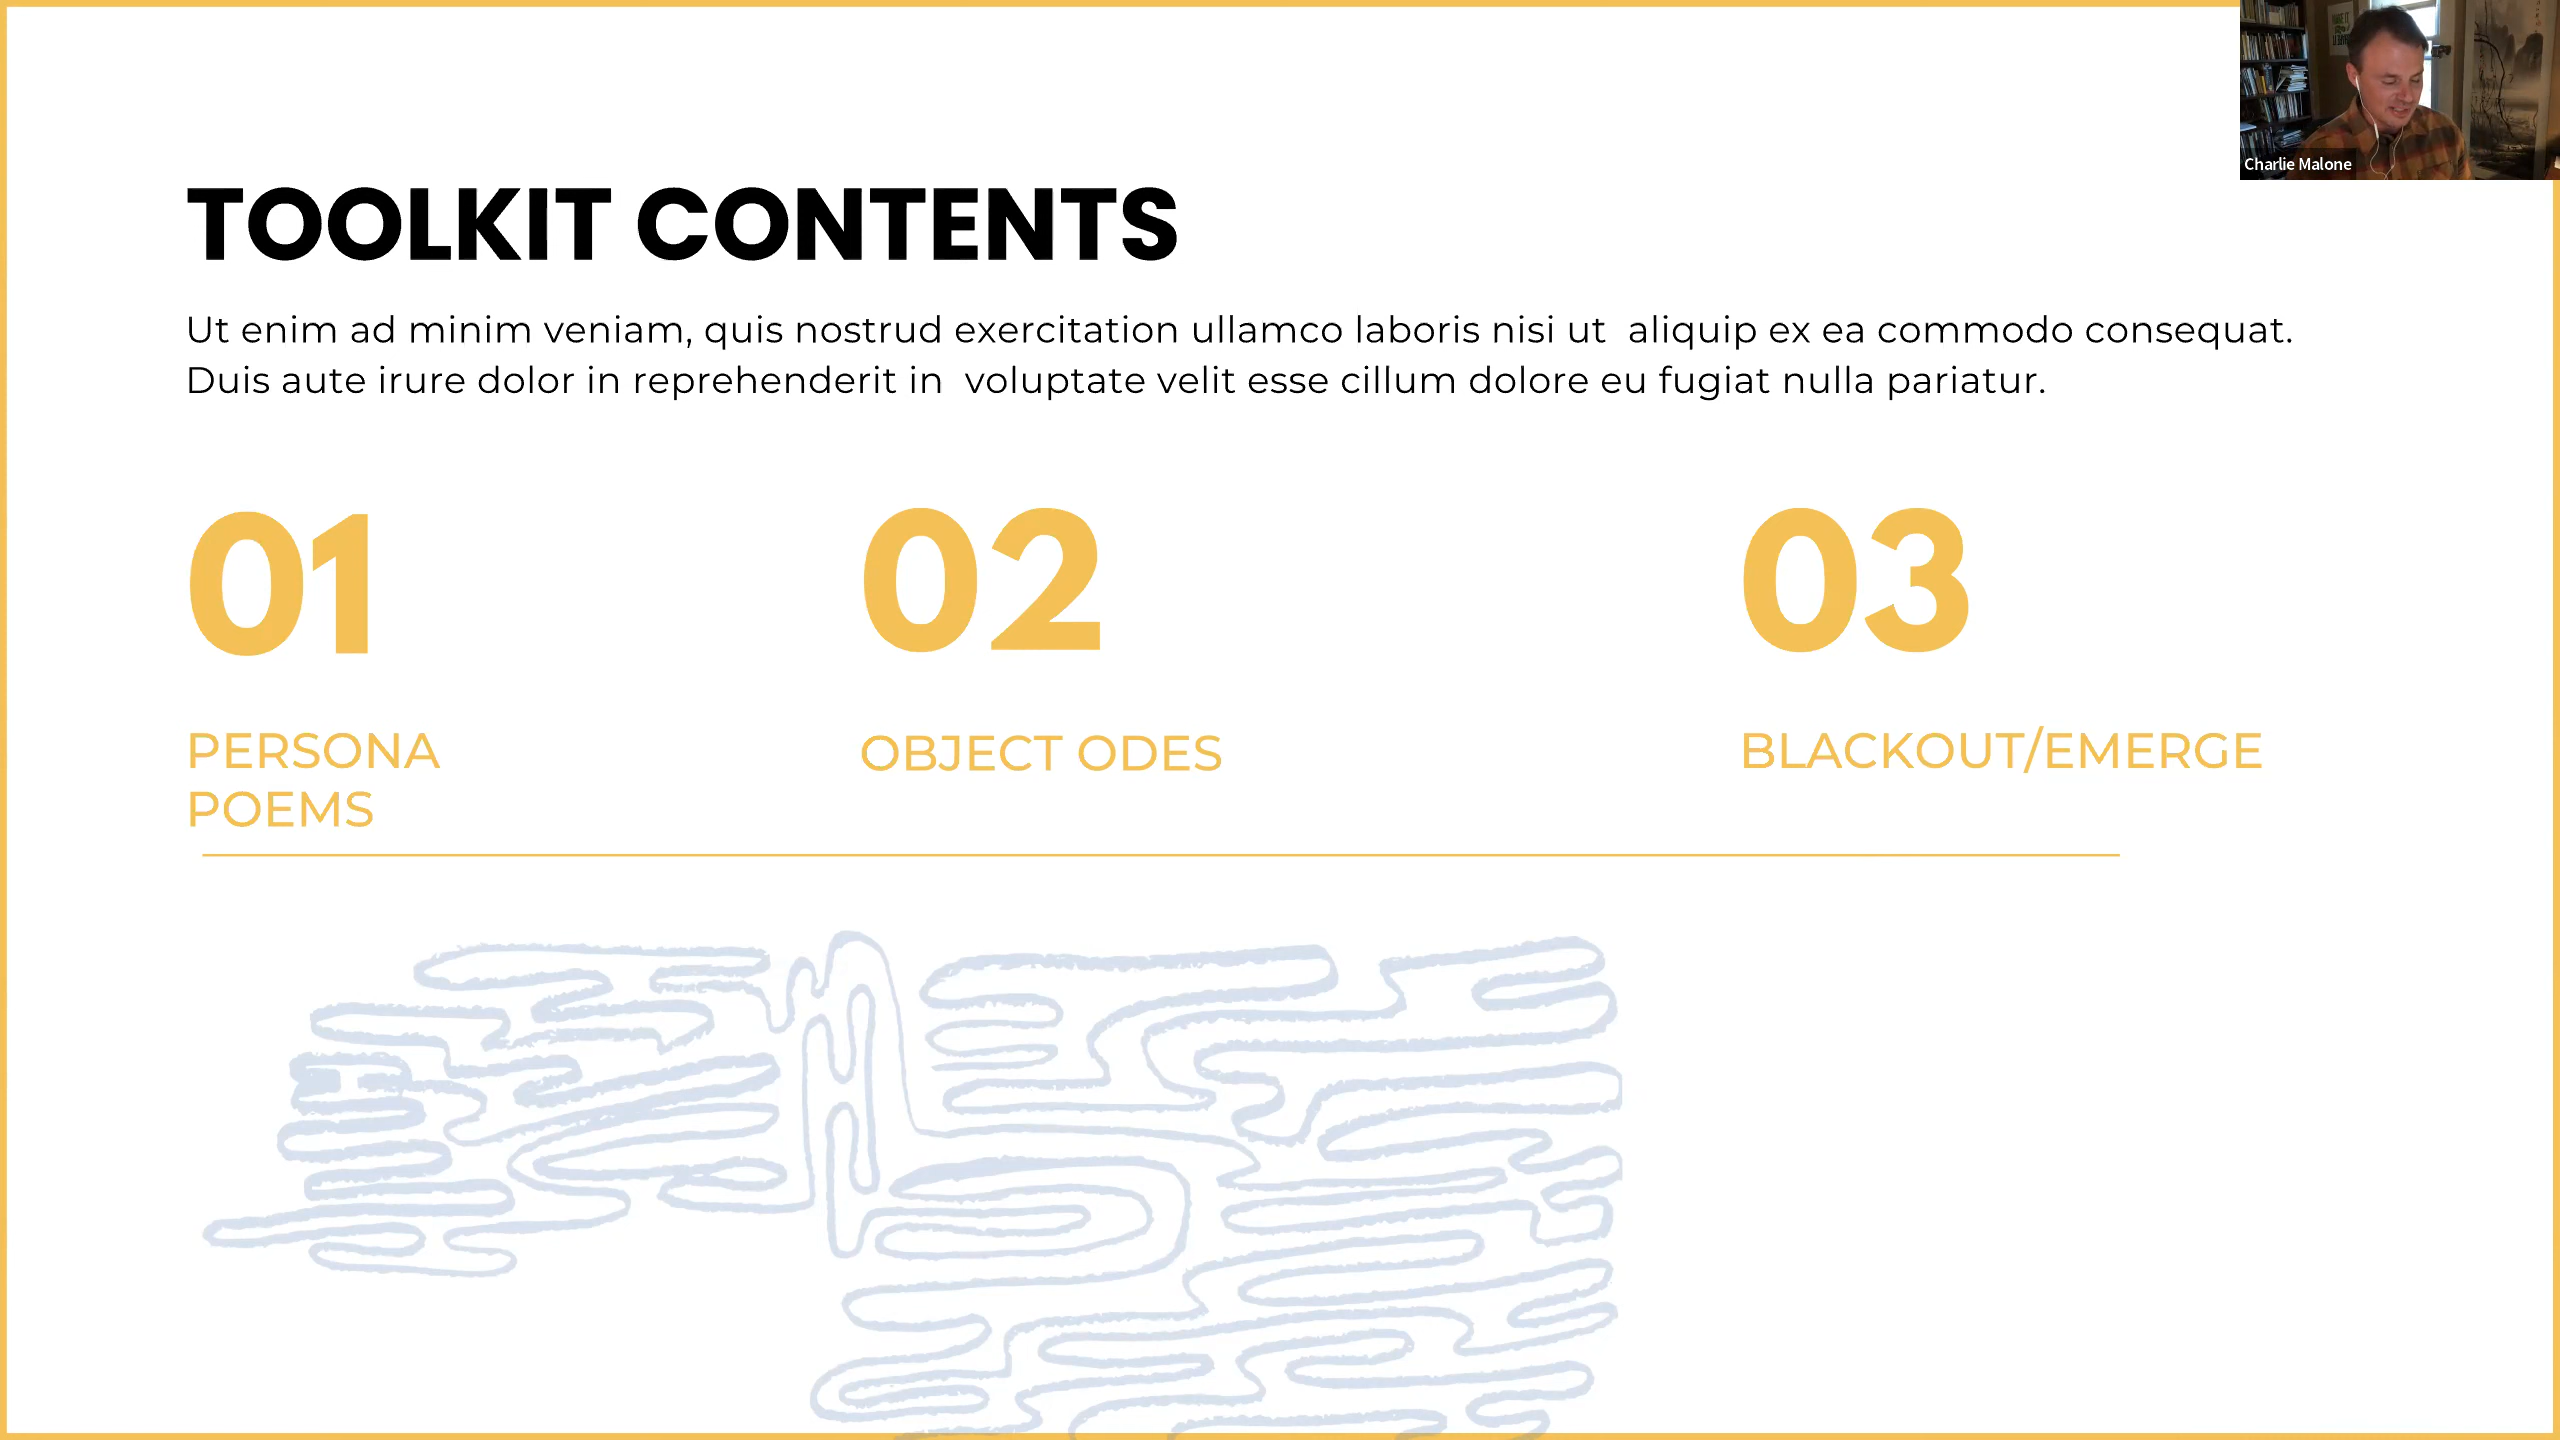 TOOLKIT CONTENTS
Ut enim ad minim veniam, quis nostrud exercitation ullamco laboris nisi ut  aliquip ex ea commodo consequat.
Duis aute irure dolor in reprehenderit in  voluptate velit esse cillum dolore eu fugiat nulla pariatur.
01
PERSONA
POEMS
02
OBJECT ODES
03
BLACKOUT/EMERGE
Charlie Malone